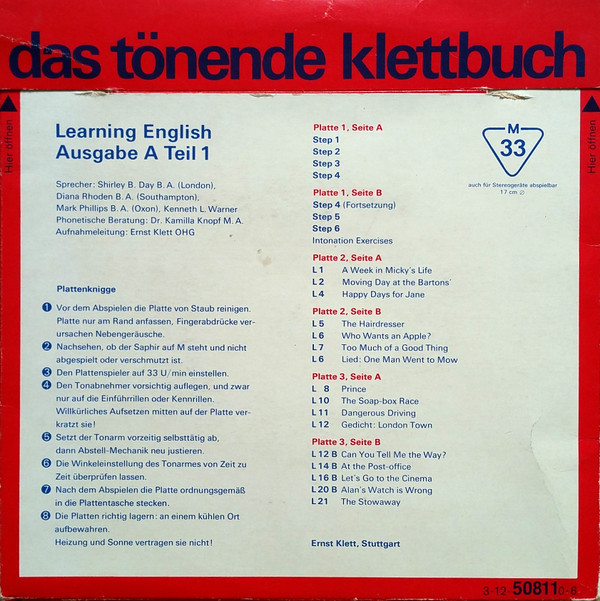 das tönende klettbuch
Hier öffnen
Hier öffnen
Learning English
Ausgabe A Teil 1
Sprecher: Shirley B. Day B. A. (London),
Diana Rhoden B. A. (Southampton),
Mark Phillips B. A. (Oxon), Kenneth L. Warner
Phonetische Beratung: Dr. Kamilla Knopf M. A.
Aufnahmeleitung: Ernst Klett OHG
Plattenknigge
1 Vor dem Abspielen die Platte von Staub reinigen.
Platte nur am Rand anfassen, Fingerabdrücke ver-
ursachen Nebengeräusche.
2 Nachsehen, ob der Saphir auf M steht und nicht
abgespielt oder verschmutzt ist.
3 Den Plattenspieler auf 33 U/min einstellen.
4 Den Tonabnehmer vorsichtig auflegen, und zwar
nur auf die Einführrillen oder Kennrillen.
Willkürliches Aufsetzen mitten auf der Platte ver-
kratzt sie!
5 Setzt der Tonarm vorzeitig selbsttätig ab,
dann Abstell-Mechanik neu justieren.
6 Die Winkeleinstellung des Tonarmes von Zeit zu
Zeit überprüfen lassen.
7 Nach dem Abspielen die Platte ordnungsgemäß
in die Plattentasche stecken.
8 Die Platten richtig lagern: an einem kühlen Ort
aufbewahren.
Heizung und Sonne vertragen sie nicht!
Platte 1, Seite A
Step 1
Step 2
Step 3
Step 4
Platte 1, Seite B
Step 4 (Fortsetzung)
Step 5
Step 6
Intonation Exercises
Platte 2, Seite A
L 1 A Week in Micky's Life
L 2 Moving Day at the Bartons'
L 4 Happy Days for Jane
Platte 2, Seite B
L 5 The Hairdresser
L 6 Who Wants an Apple?
L 7 Too Much of a Good Thing
L 6 Lied: One Man Went to Mow
Platte 3, Seite A
L 8 Prince
L 10 The Soap-box Race
L 11 Dangerous Driving
L 12 Gedicht: London Town
Platte 3, Seite B
L 12 B Can You Tell Me the Way?
L 14 B At the Post-office
L 16 B Let's Go to the Cinema
L 20 B Alan's Watch is Wrong
L 21 The Stowaway
Ernst Klett, Stuttgart
M
33
auch für Stereogeräte abspielbar
17 cm ∅
3-12-508110-6